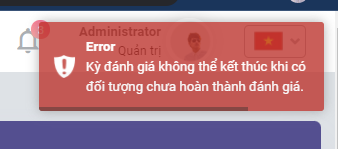 Administrator
Error
Quản trị
Kỳ đánh giá không thể kết thúc khi có
đối tượng chưa hoàn thành đánh giá.